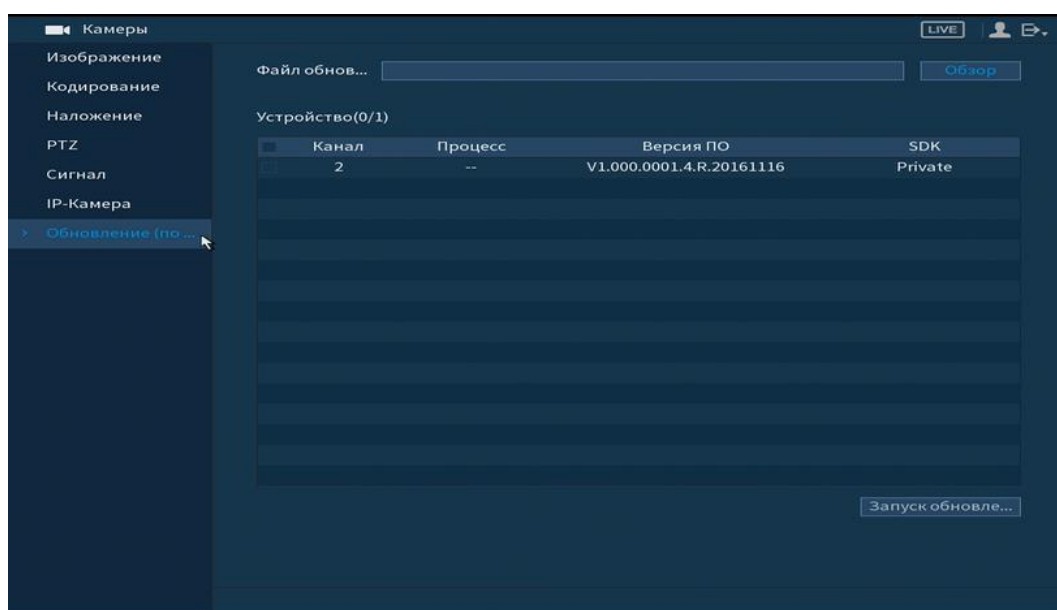 Камеры
LIVE
Изображение
Кодирование
Наложение
PTZ
Сигнал
IP-Камера
Обновление (по ...
Файл обнов...
Обзор
Устройство(0/1)
Канал Процесс Версия ПО SDK
2 -- V1.000.0001.4.R.20161116 Private
Запуск обновле...